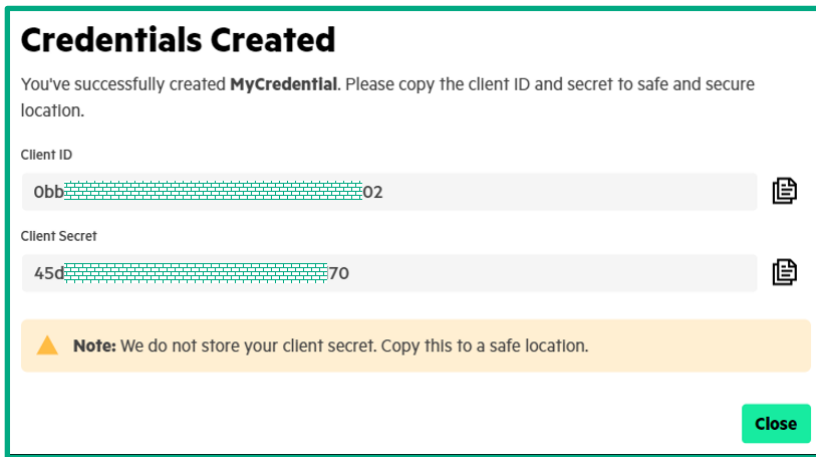 Credentials Created
You've successfully created MyCredential. Please copy the client ID and secret to safe and secure
location.
Client ID
0bb 02
Client Secret
45d 70
Note: We do not store your client secret. Copy this to a safe location.
Close